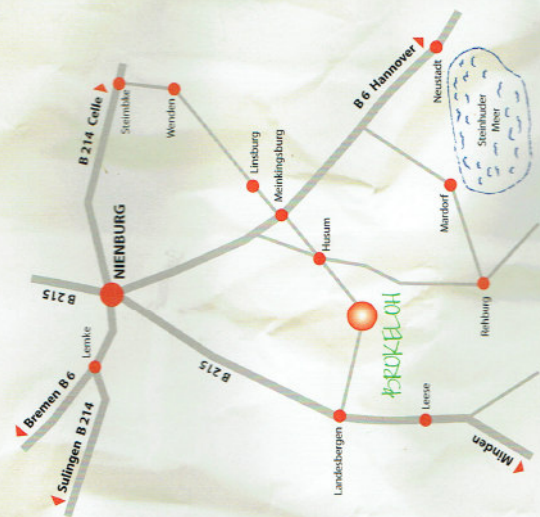 B 6 Hannover
Neustadt
Steinhuder
Meer
B 214 Celle
Steimbke
Wenden
Linsburg
Meinkingsburg
Mardorf
NIENBURG
Husum
Rehburg
B 215
BROKELOH
Lemke
B 215
Bremen B 6
Sulingen B 214
Landesbergen
Leese
Minden